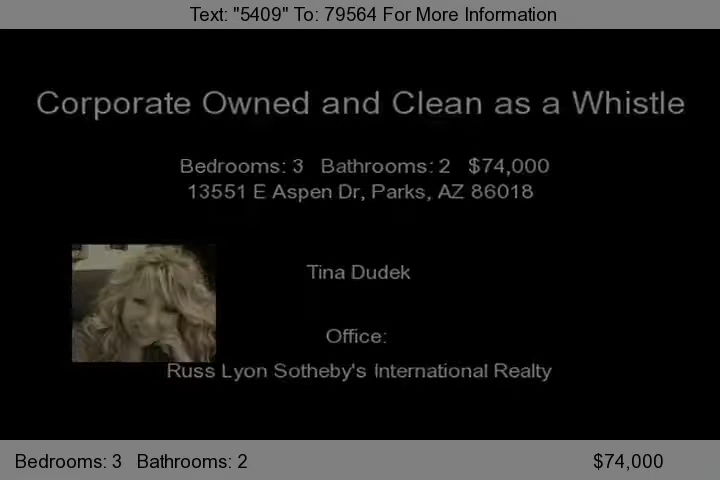 Text: "5409" To: 79564 For More Information
Corporate Owned and Clean as a Whistle
Bedrooms: 3 Bathrooms: 2 $74,000
13551 E Aspen Dr, Parks, AZ 86018
Tina Dudek
Office:
Russ Lyon Sotheby's International Realty
Bedrooms: 3 Bathrooms: 2 $74,000